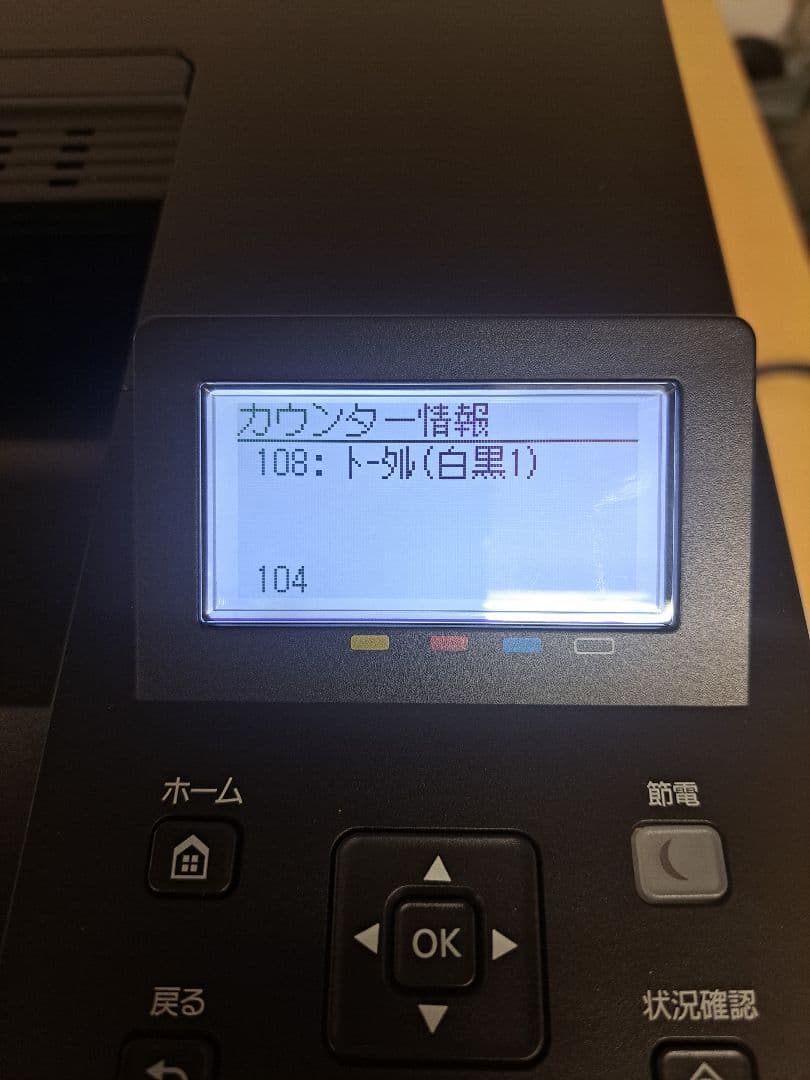 カウンター情報
108: ﾄｰﾀﾙ(白黒1)
104
ホーム
節電
OK
戻る
状況確認